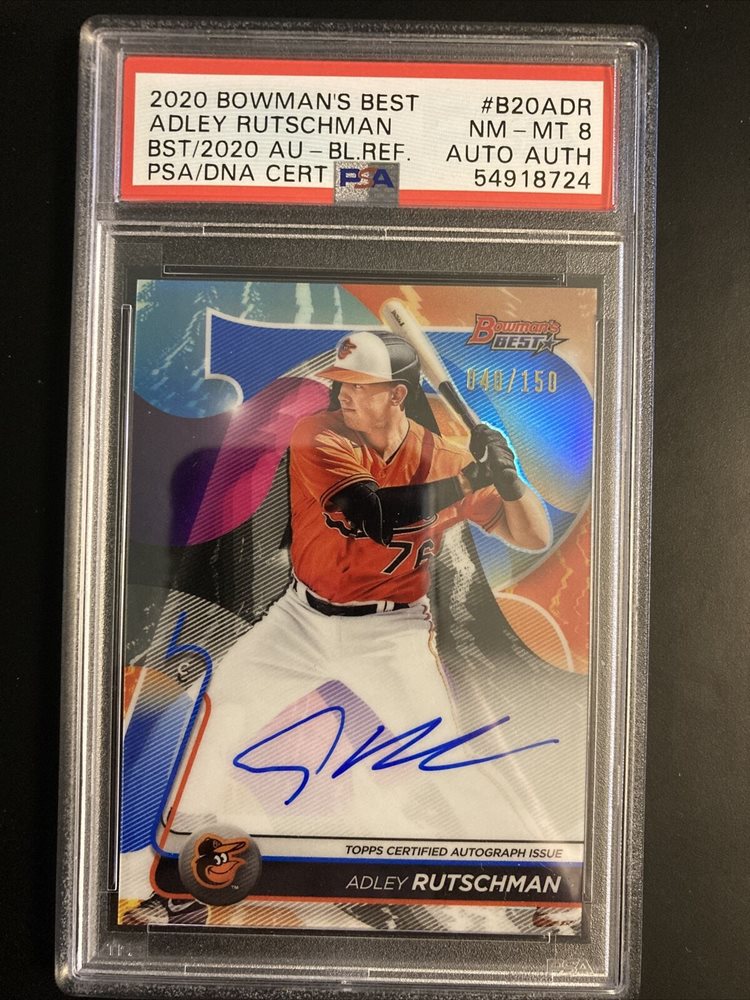 2020 BOWMAN'S BEST #B20ADR
ADLEY RUTSCHMAN NM - MT 8
BST/2020 AU-BL.REF. AUTO AUTH
PSA/DNA CERT PSA 54918724
Bowman's
BEST
040/150
76
TOPPS CERTIFIED AUTOGRAPH ISSUE
ADLEY RUTSCHMAN
PSA